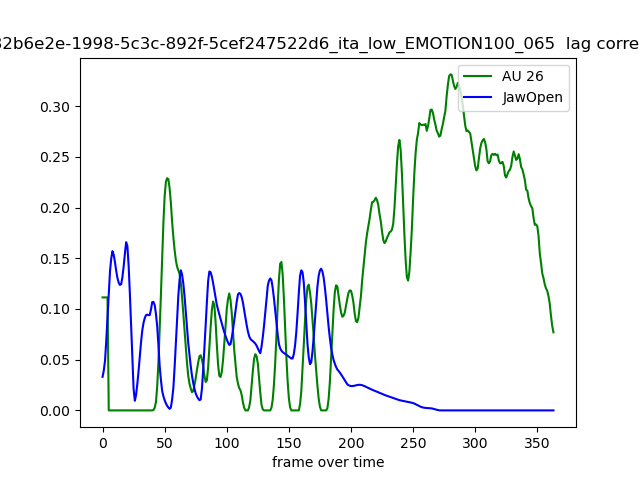 32b6e2e-1998-5c3c-892f-5cef247522d6_ita_low_EMOTION100_065 lag corre
AU 26
JawOpen
0.30
0.25
0.20
0.15
0.10
0.05
0.00
0 50 100 150 200 250 300 350
frame over time